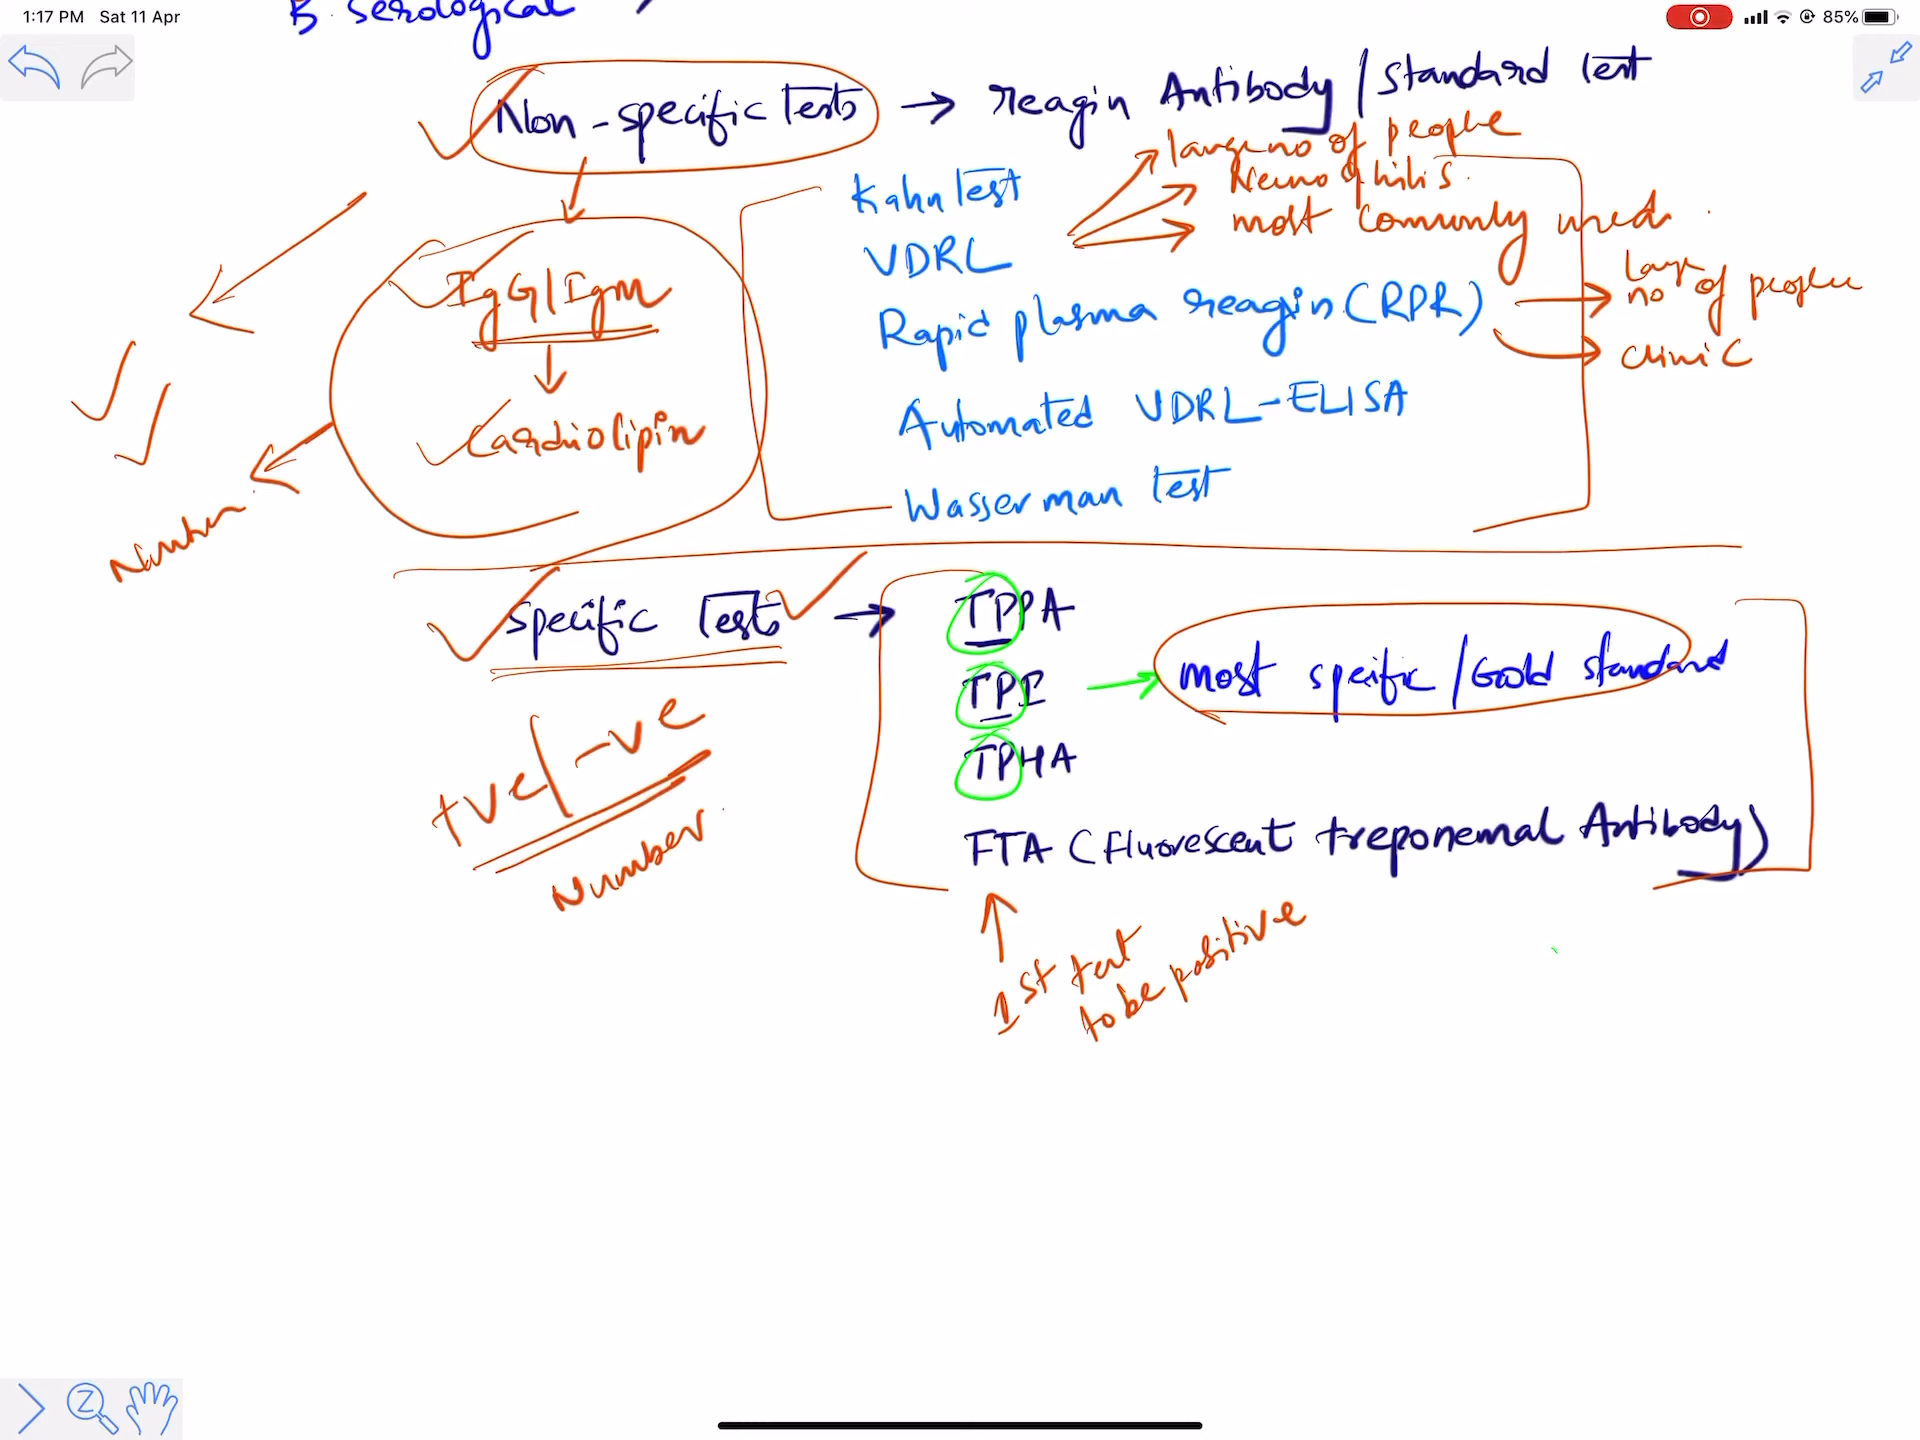 1:17 PM Sat 11 Apr
85%
B. Serological
Non-specific Tests → reagin Antibody / Standard Test
large no of people
Kahn Test
most commonly used
VDRL
IgG/Igm
large no of people
Rapid plasma reagin (RPR)
clinic
Cardiolipin
Automated VDRL-ELISA
Wasserman Test
Number
Specific Tests → TPPA
TPI → most specific / Gold standard
+ve/-ve
TPHA
Number
FTA (Fluorescent treponemal Antibody)
1st test
to be positive